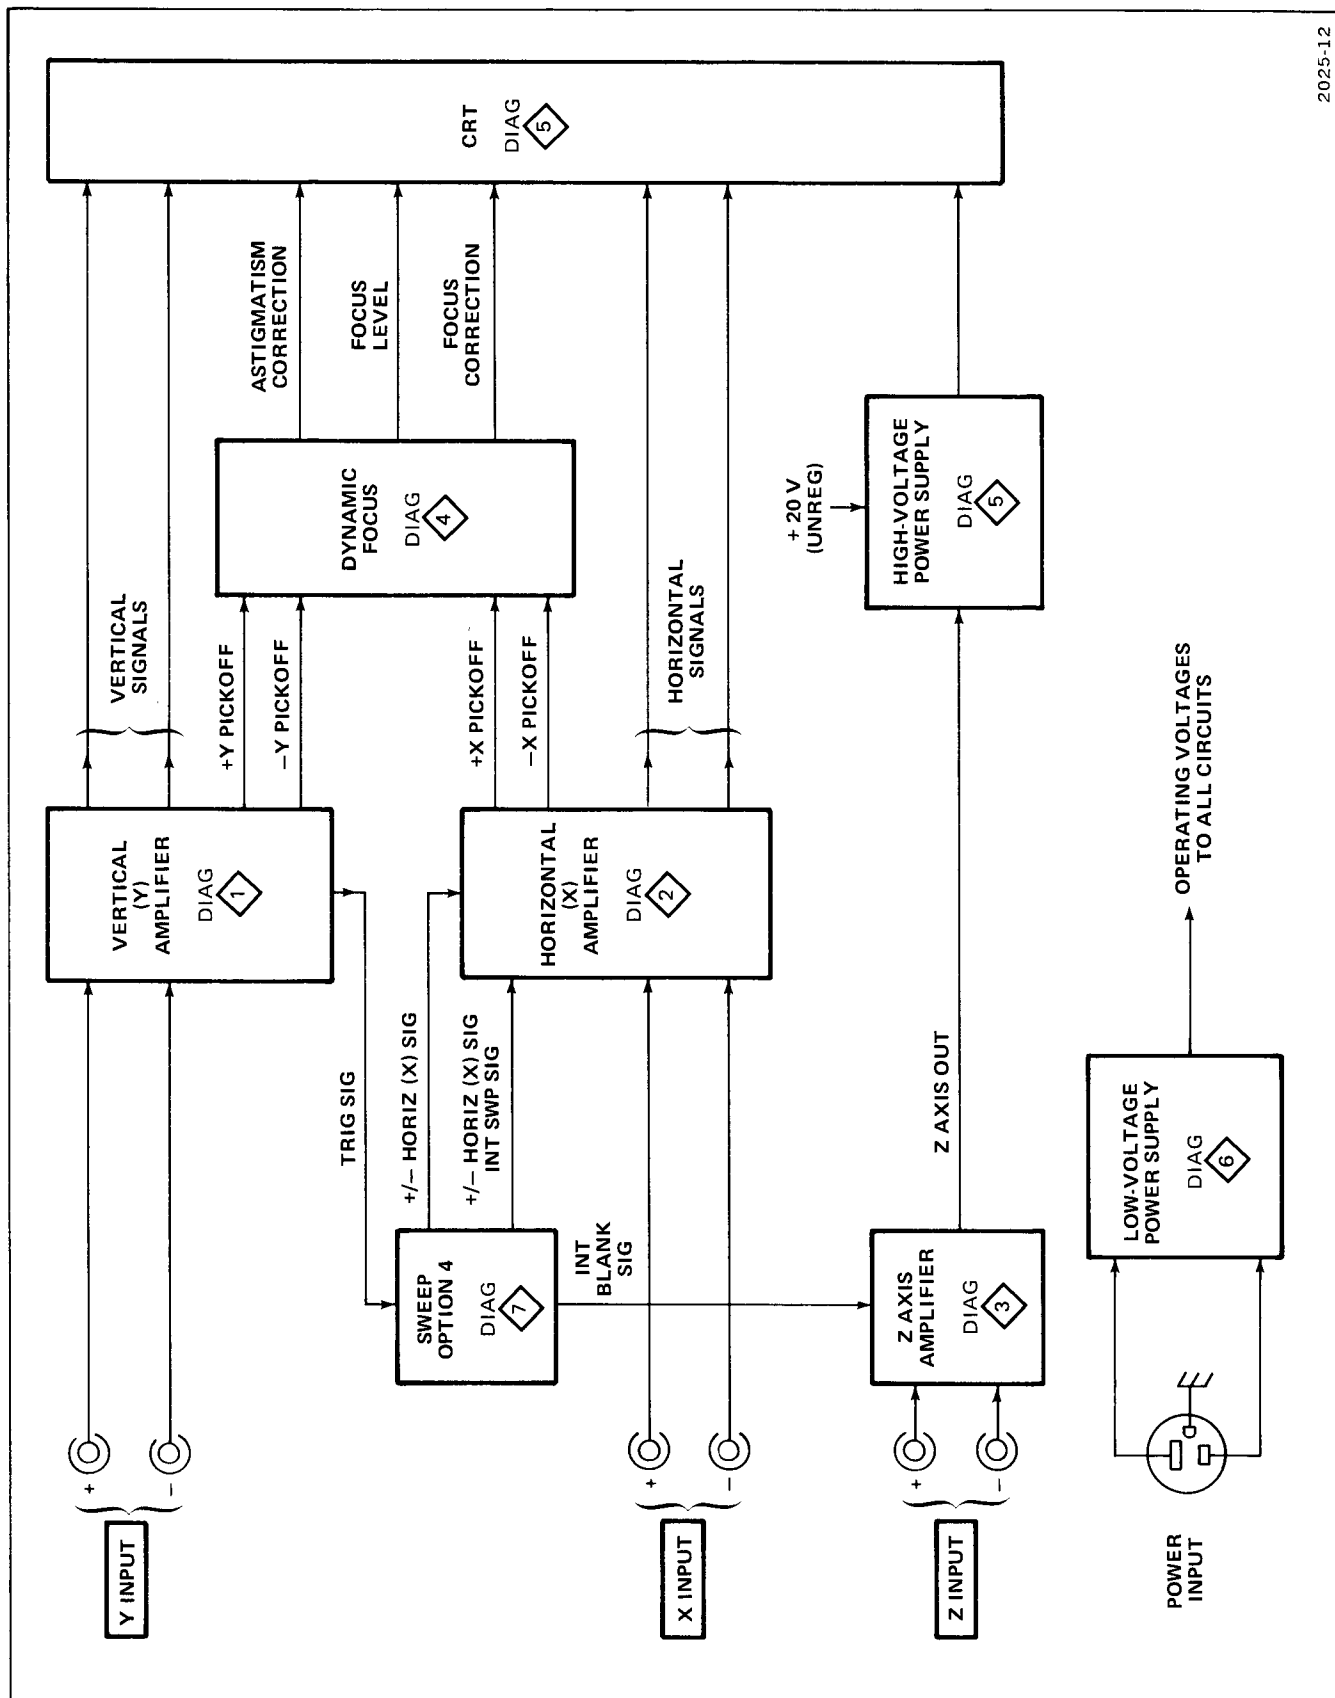 Y INPUT
+
−
VERTICAL
(Y)
AMPLIFIER
DIAG
1
VERTICAL
SIGNALS
+Y PICKOFF
−Y PICKOFF
TRIG SIG
SWEEP
OPTION 4
DIAG
7
+/− HORIZ (X) SIG
+/− HORIZ (X) SIG
INT SWP SIG
INT
BLANK
SIG
X INPUT
+
−
HORIZONTAL
(X)
AMPLIFIER
DIAG
2
+X PICKOFF
−X PICKOFF
HORIZONTAL
SIGNALS
DYNAMIC
FOCUS
DIAG
4
ASTIGMATISM
CORRECTION
FOCUS
LEVEL
FOCUS
CORRECTION
CRT
DIAG
5
Z INPUT
+
−
Z AXIS
AMPLIFIER
DIAG
3
Z AXIS OUT
+ 20 V
(UNREG)
HIGH-VOLTAGE
POWER SUPPLY
DIAG
5
POWER
INPUT
LOW-VOLTAGE
POWER SUPPLY
DIAG
6
OPERATING VOLTAGES
TO ALL CIRCUITS
2025-12